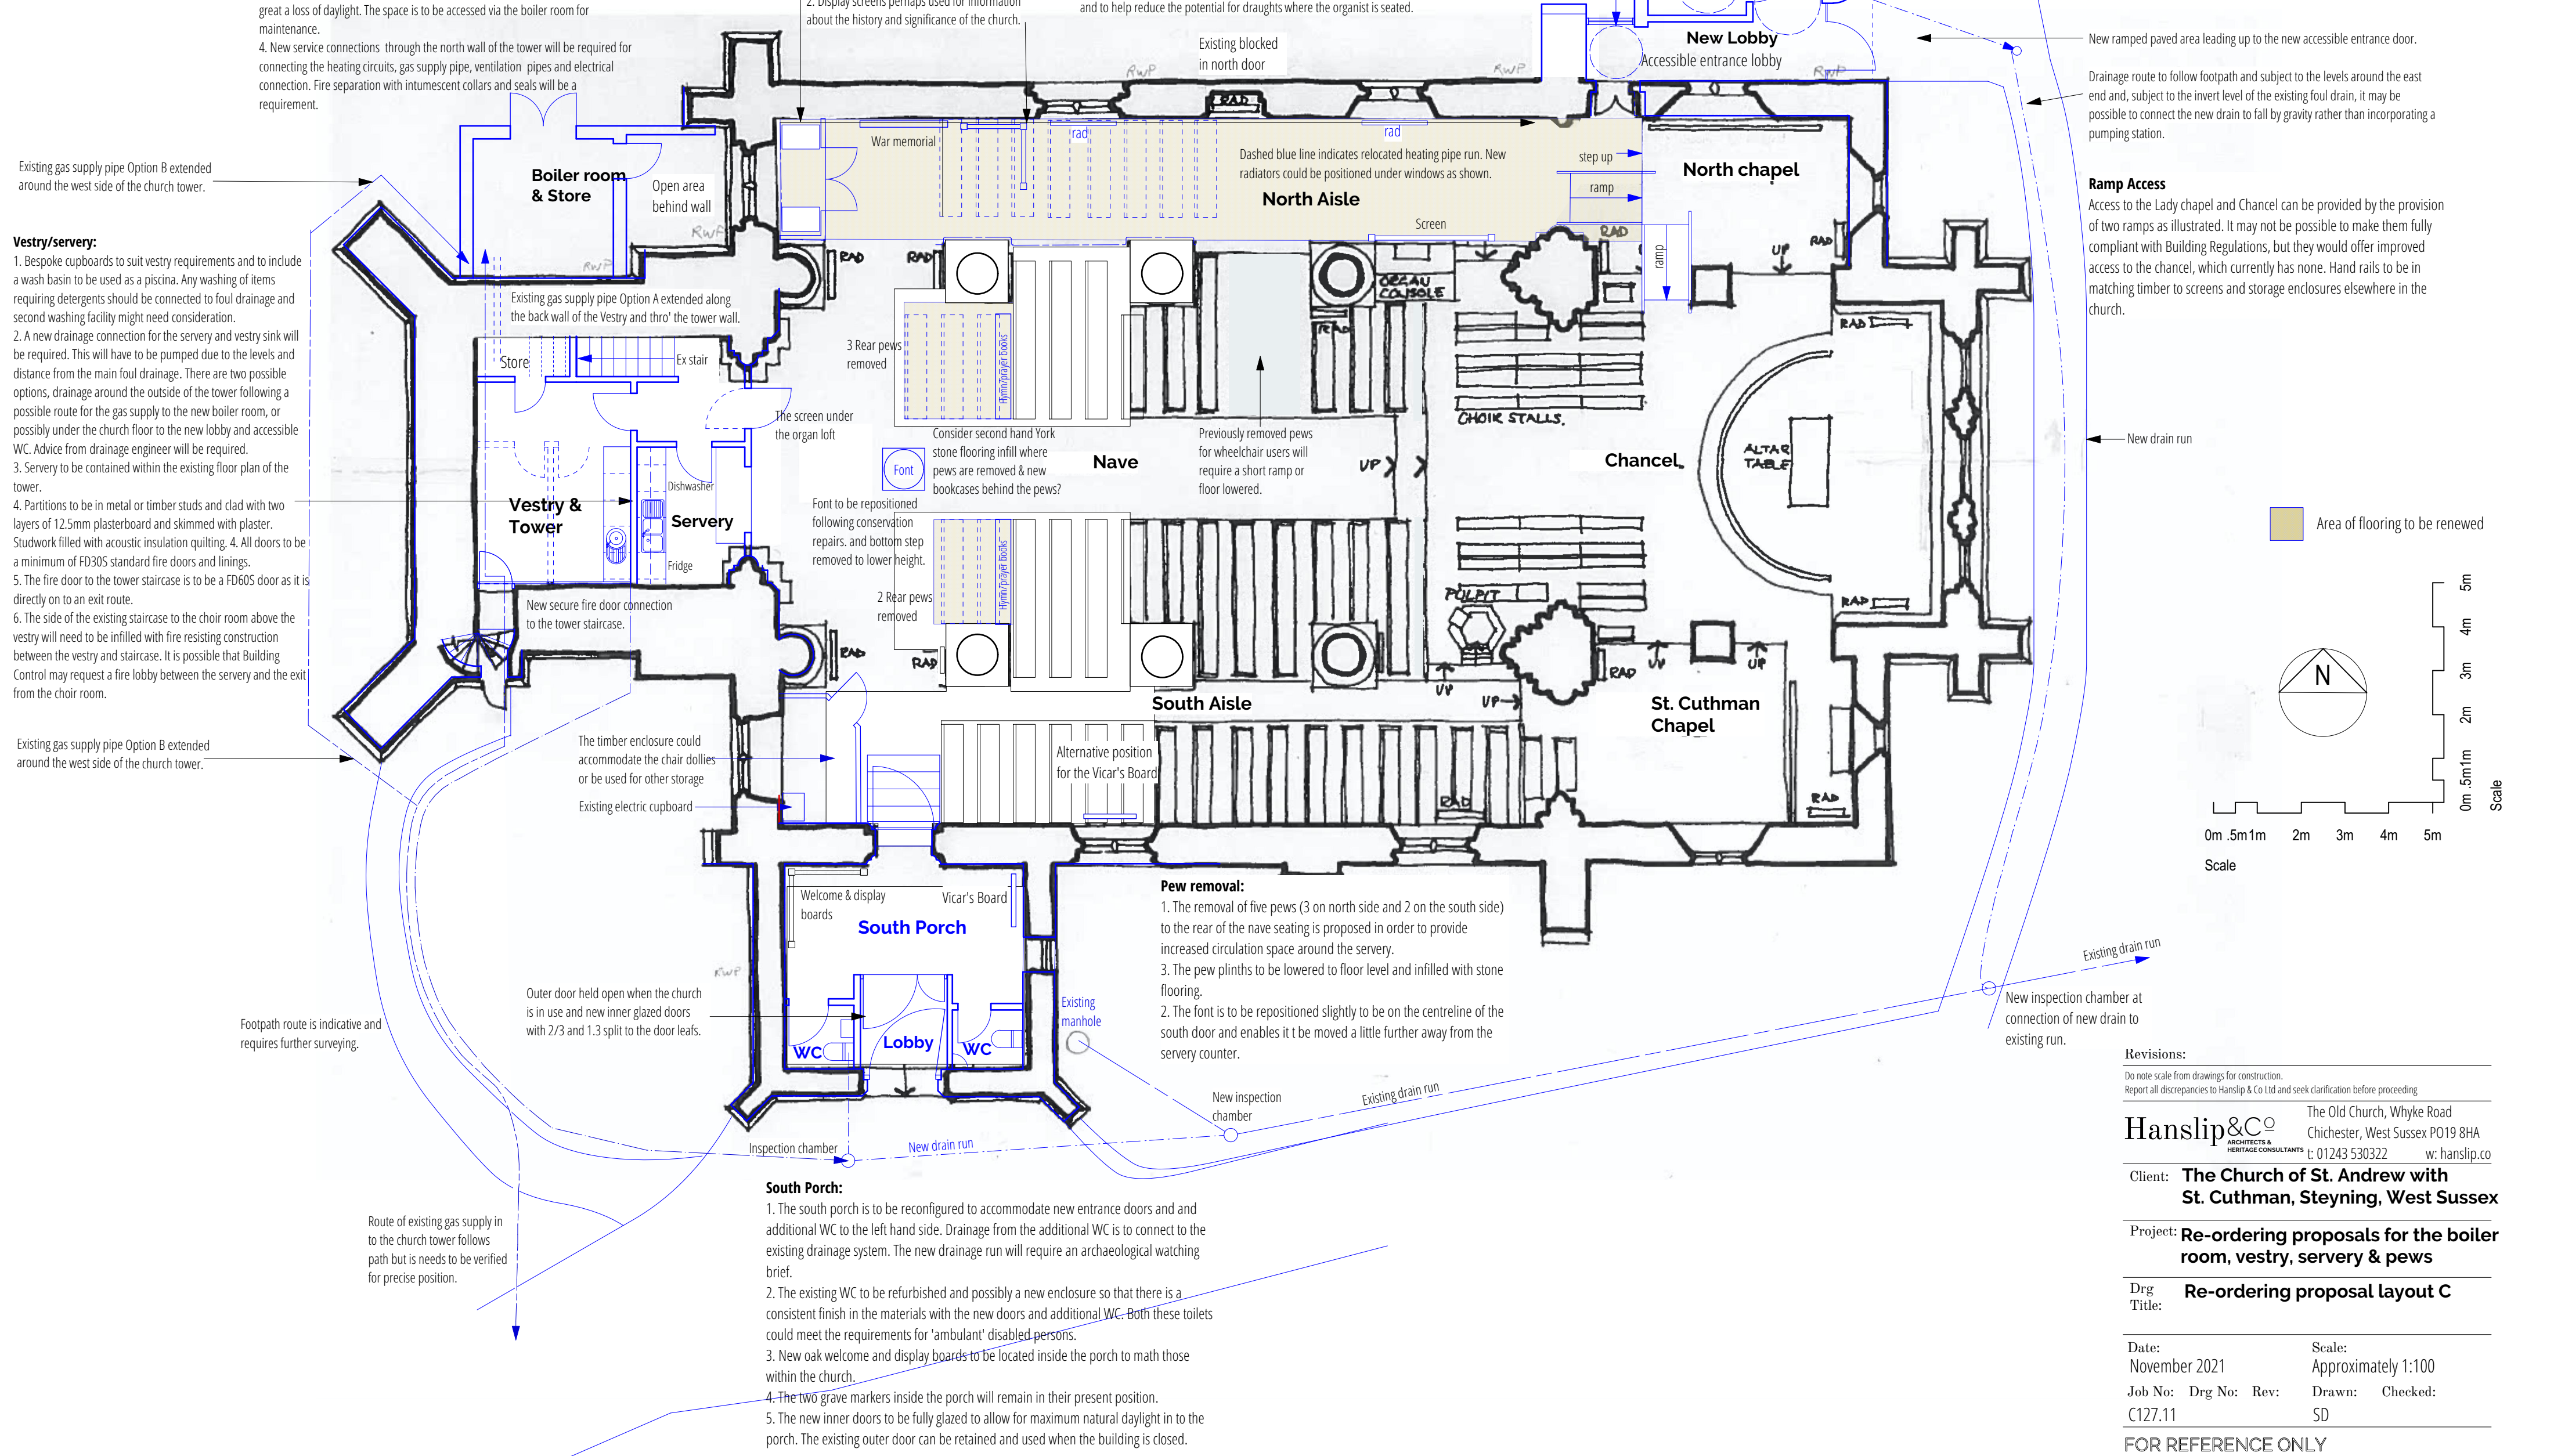 great a loss of daylight. The space is to be accessed via the boiler room for
maintenance.
4. New service connections through the north wall of the tower will be required for
connecting the heating circuits, gas supply pipe, ventilation pipes and electrical
connection. Fire separation with intumescent collars and seals will be a
requirement.
2. Display screens perhaps used for information
about the history and significance of the church.
and to help reduce the potential for draughts where the organist is seated.
Existing blocked
in north door
New Lobby
Accessible entrance lobby
New ramped paved area leading up to the new accessible entrance door.
Drainage route to follow footpath and subject to the levels around the east
end and, subject to the invert level of the existing foul drain, it may be
possible to connect the new drain to fall by gravity rather than incorporating a
pumping station.
RWP
RWP
RWP
RAD
Existing gas supply pipe Option B extended
around the west side of the church tower.
Boiler room
& Store
Open area
behind wall
RWP
RWP
War memorial
rad
rad
Dashed blue line indicates relocated heating pipe run. New
radiators could be positioned under windows as shown.
North Aisle
step up
ramp
Screen
RAD
ramp
North chapel
RAD
UP
Ramp Access
Access to the Lady chapel and Chancel can be provided by the provision
of two ramps as illustrated. It may not be possible to make them fully
compliant with Building Regulations, but they would offer improved
access to the chancel, which currently has none. Hand rails to be in
matching timber to screens and storage enclosures elsewhere in the
church.
Vestry/servery:
1. Bespoke cupboards to suit vestry requirements and to include
a wash basin to be used as a piscina. Any washing of items
requiring detergents should be connected to foul drainage and
second washing facility might need consideration.
2. A new drainage connection for the servery and vestry sink will
be required. This will have to be pumped due to the levels and
distance from the main foul drainage. There are two possible
options, drainage around the outside of the tower following a
possible route for the gas supply to the new boiler room, or
possibly under the church floor to the new lobby and accessible
WC. Advice from drainage engineer will be required.
3. Servery to be contained within the existing floor plan of the
tower.
4. Partitions to be in metal or timber studs and clad with two
layers of 12.5mm plasterboard and skimmed with plaster.
Studwork filled with acoustic insulation quilting. 4. All doors to be
a minimum of FD30S standard fire doors and linings.
5. The fire door to the tower staircase is to be a FD60S door as it is
directly on to an exit route.
6. The side of the existing staircase to the choir room above the
vestry will need to be infilled with fire resisting construction
between the vestry and staircase. It is possible that Building
Control may request a fire lobby between the servery and the exit
from the choir room.
Existing gas supply pipe Option A extended along
the back wall of the Vestry and thro' the tower wall.
Store
Ex stair
RAD
RAD
ORGAN
CONSOLE
RAD
RAD
3 Rear pews
removed
Hymn/prayer books
The screen under
the organ loft
Font
Consider second hand York
stone flooring infill where
pews are removed & new
bookcases behind the pews?
Nave
Previously removed pews
for wheelchair users will
require a short ramp or
floor lowered.
UP
CHOIR STALLS.
Chancel
ALTAR
TABLE
New drain run
Dishwasher
Vestry &
Tower
Servery
Fridge
Font to be repositioned
following conservation
repairs. and bottom step
removed to lower height.
Hymn/prayer books
2 Rear pews
removed
PULPIT
RAD
New secure fire door connection
to the tower staircase.
RAD
RAD
UP
UP
UP
RAD
UP
South Aisle
St. Cuthman
Chapel
Area of flooring to be renewed
N
0m .5m1m 2m 3m 4m 5m
Scale
0m .5m1m 2m 3m 4m 5m
Scale
Existing gas supply pipe Option B extended
around the west side of the church tower.
The timber enclosure could
accommodate the chair dollies
or be used for other storage
Existing electric cupboard
Alternative position
for the Vicar's Board
RAD
RAD
Welcome & display
boards
Vicar's Board
South Porch
RWP
Outer door held open when the church
is in use and new inner glazed doors
with 2/3 and 1.3 split to the door leafs.
WC
Lobby
WC
Existing
manhole
Pew removal:
1. The removal of five pews (3 on north side and 2 on the south side)
to the rear of the nave seating is proposed in order to provide
increased circulation space around the servery.
3. The pew plinths to be lowered to floor level and infilled with stone
flooring.
2. The font is to be repositioned slightly to be on the centreline of the
south door and enables it t be moved a little further away from the
servery counter.
Footpath route is indicative and
requires further surveying.
New inspection
chamber
Existing drain run
Existing drain run
New inspection chamber at
connection of new drain to
existing run.
Inspection chamber
New drain run
Route of existing gas supply in
to the church tower follows
path but is needs to be verified
for precise position.
South Porch:
1. The south porch is to be reconfigured to accommodate new entrance doors and and
additional WC to the left hand side. Drainage from the additional WC is to connect to the
existing drainage system. The new drainage run will require an archaeological watching
brief.
2. The existing WC to be refurbished and possibly a new enclosure so that there is a
consistent finish in the materials with the new doors and additional WC. Both these toilets
could meet the requirements for 'ambulant' disabled persons.
3. New oak welcome and display boards to be located inside the porch to math those
within the church.
4. The two grave markers inside the porch will remain in their present position.
5. The new inner doors to be fully glazed to allow for maximum natural daylight in to the
porch. The existing outer door can be retained and used when the building is closed.
Revisions:
Do note scale from drawings for construction.
Report all discrepancies to Hanslip & Co Ltd and seek clarification before proceeding
Hanslip &Co
ARCHITECTS &
HERITAGE CONSULTANTS
The Old Church, Whyke Road
Chichester, West Sussex PO19 8HA
t: 01243 530322 w: hanslip.co
Client: The Church of St. Andrew with
St. Cuthman, Steyning, West Sussex
Project: Re-ordering proposals for the boiler
room, vestry, servery & pews
Drg
Title: Re-ordering proposal layout C
Date: Scale:
November 2021 Approximately 1:100
Job No: Drg No: Rev: Drawn: Checked:
C127.11 SD
FOR REFERENCE ONLY